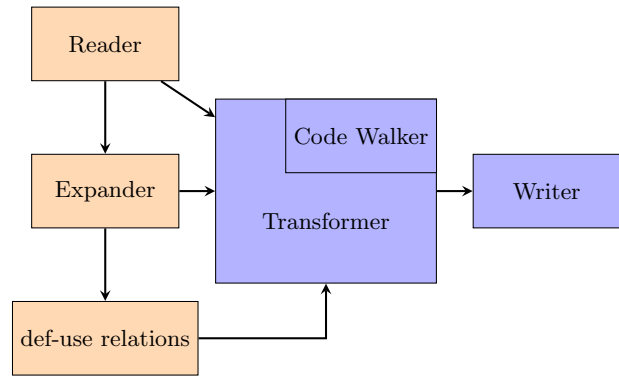 Reader
Code Walker
Expander
Transformer
Writer
def-use relations